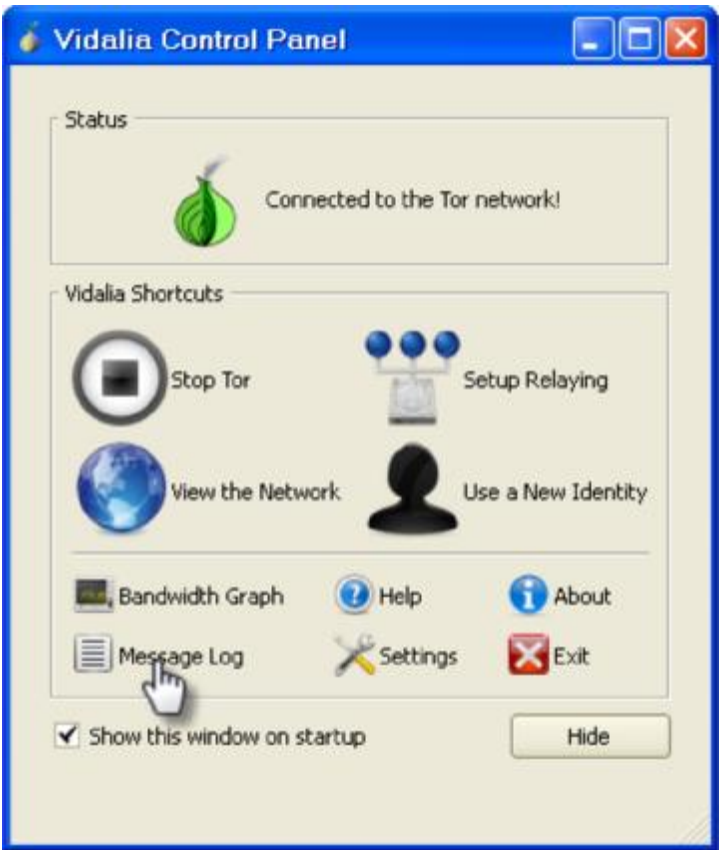 Vidalia Control Panel
Status
Connected to the Tor network!
Vidalia Shortcuts
Stop Tor
Setup Relaying
View the Network
Use a New Identity
Bandwidth Graph
Help
About
Message Log
Settings
Exit
Show this window on startup
Hide